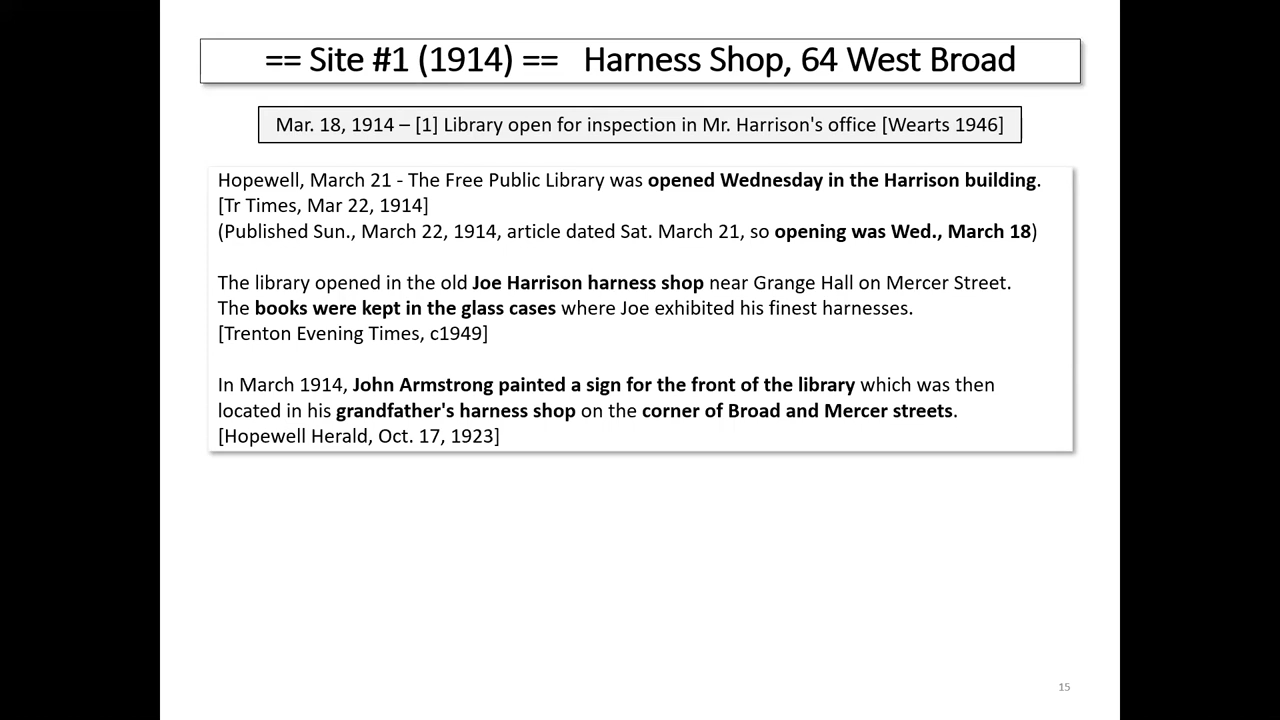 == Site #1 (1914) ==   Harness Shop, 64 West Broad
Mar. 18, 1914 – [1] Library open for inspection in Mr. Harrison's office [Wearts 1946]
Hopewell, March 21 - The Free Public Library was opened Wednesday in the Harrison building.
[Tr Times, Mar 22, 1914]
(Published Sun., March 22, 1914, article dated Sat. March 21, so opening was Wed., March 18)
The library opened in the old Joe Harrison harness shop near Grange Hall on Mercer Street.
The books were kept in the glass cases where Joe exhibited his finest harnesses.
[Trenton Evening Times, c1949]
In March 1914, John Armstrong painted a sign for the front of the library which was then
located in his grandfather's harness shop on the corner of Broad and Mercer streets.
[Hopewell Herald, Oct. 17, 1923]
15